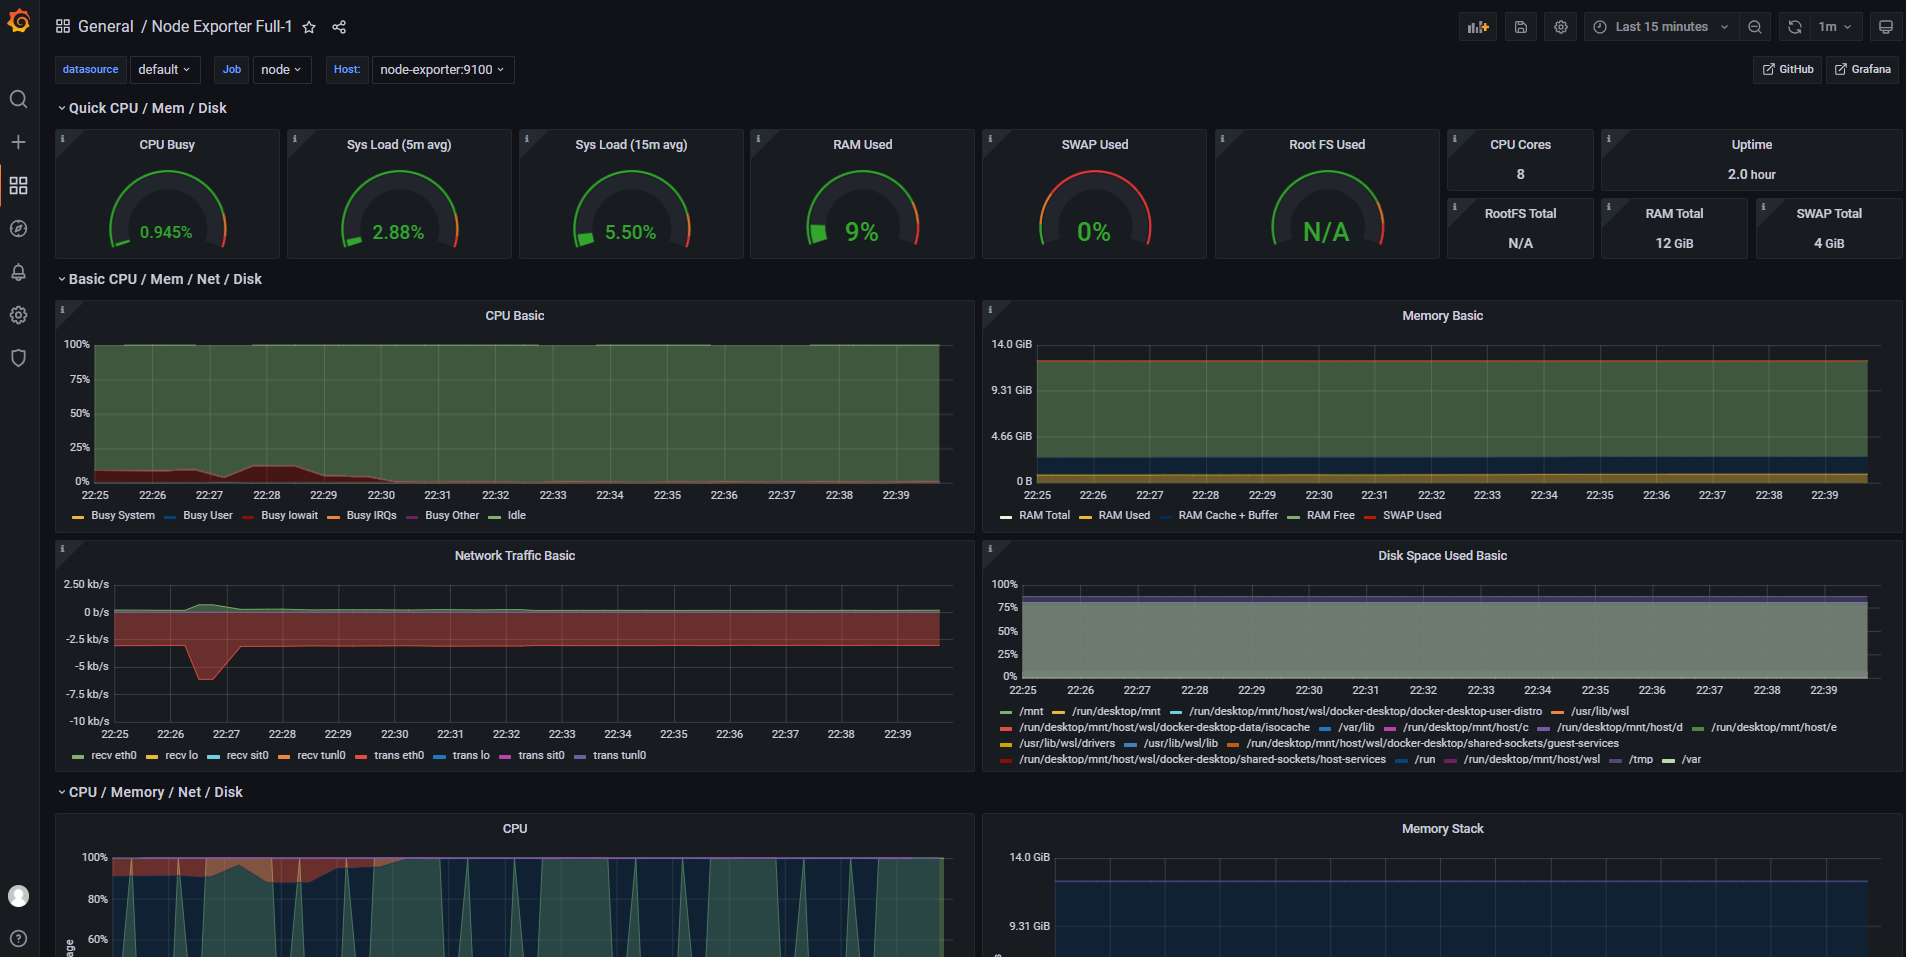 General / Node Exporter Full-1
Last 15 minutes
1m
datasource default Job node Host: node-exporter:9100
GitHub Grafana
Quick CPU / Mem / Disk
CPU Busy
0.945%
Sys Load (5m avg)
2.88%
Sys Load (15m avg)
5.50%
RAM Used
9%
SWAP Used
0%
Root FS Used
N/A
CPU Cores
8
Uptime
2.0 hour
RootFS Total
N/A
RAM Total
12 GiB
SWAP Total
4 GiB
Basic CPU / Mem / Net / Disk
CPU Basic
100%
75%
50%
25%
0%
22:25 22:26 22:27 22:28 22:29 22:30 22:31 22:32 22:33 22:34 22:35 22:36 22:37 22:38 22:39
Busy System Busy User Busy Iowait Busy IRQs Busy Other Idle
Memory Basic
14.0 GiB
9.31 GiB
4.66 GiB
0 B
22:25 22:26 22:27 22:28 22:29 22:30 22:31 22:32 22:33 22:34 22:35 22:36 22:37 22:38 22:39
RAM Total RAM Used RAM Cache + Buffer RAM Free SWAP Used
Network Traffic Basic
2.50 kb/s
0 b/s
-2.5 kb/s
-5 kb/s
-7.5 kb/s
-10 kb/s
22:25 22:26 22:27 22:28 22:29 22:30 22:31 22:32 22:33 22:34 22:35 22:36 22:37 22:38 22:39
recv eth0 recv lo recv sit0 recv tunl0 trans eth0 trans lo trans sit0 trans tunl0
Disk Space Used Basic
100%
75%
50%
25%
0%
22:25 22:26 22:27 22:28 22:29 22:30 22:31 22:32 22:33 22:34 22:35 22:36 22:37 22:38 22:39
/mnt /run/desktop/mnt /run/desktop/mnt/host/wsl/docker-desktop/docker-desktop-user-distro /usr/lib/wsl
/run/desktop/mnt/host/wsl/docker-desktop-data/isocache /var/lib /run/desktop/mnt/host/c /run/desktop/mnt/host/d /run/desktop/mnt/host/e
/usr/lib/wsl/drivers /usr/lib/wsl/lib /run/desktop/mnt/host/wsl/docker-desktop/shared-sockets/guest-services
/run/desktop/mnt/host/wsl/docker-desktop/shared-sockets/host-services /run /run/desktop/mnt/host/wsl /tmp /var
CPU / Memory / Net / Disk
CPU
100%
80%
60%
Memory Stack
14.0 GiB
9.31 GiB